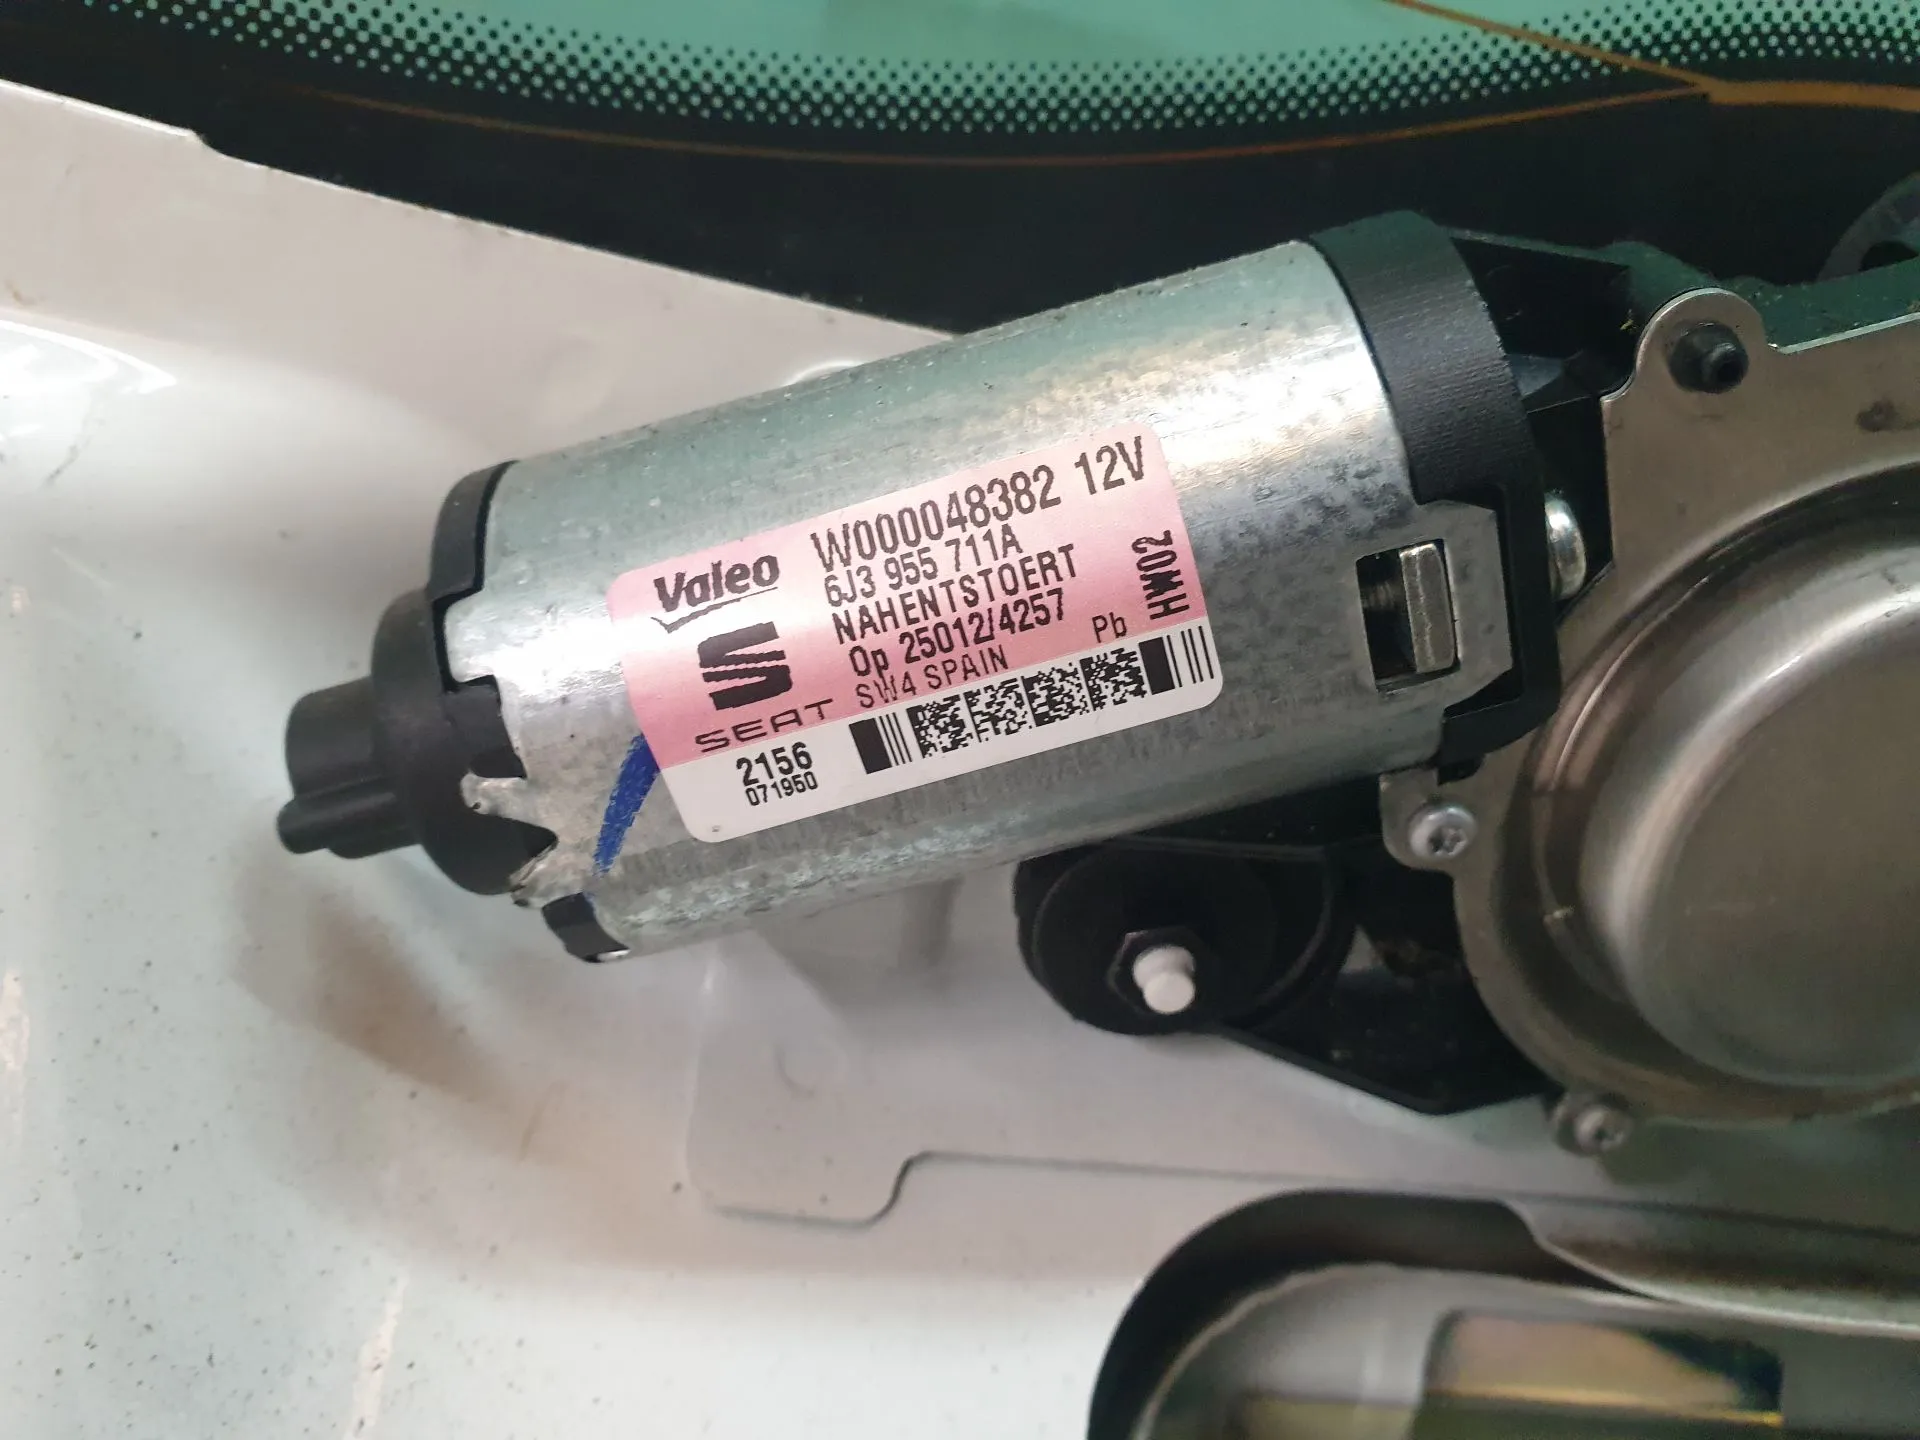 Valeo W000048382 12V
6J3 955 711A
NAHENTSTOERT
Op 25012/4257
SW4 SPAIN
Pb
HW02
SEAT
2156
071950